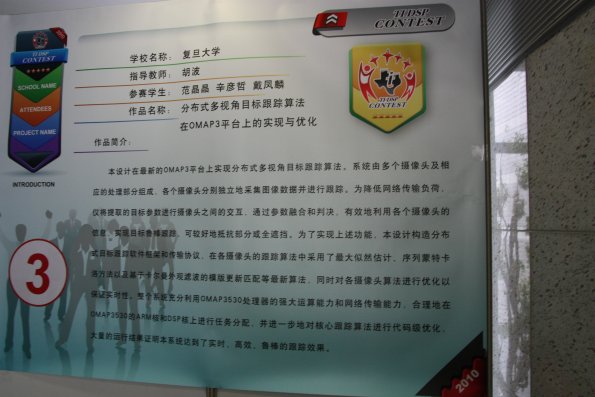 TI DSP
CONTEST
2010
TI DSP
CONTEST
★★★★★
SCHOOL NAME
ATTENDEES
PROJECT NAME
INTRODUCTION
学校名称: 复旦大学
指导教师: 胡波
参赛学生: 范晶晶 辛彦哲 戴凤麟
作品名称: 分布式多视角目标跟踪算法
在OMAP3平台上的实现与优化
TI DSP
CONTEST
作品简介:
本设计在最新的OMAP3平台上实现分布式多视角目标跟踪算法。系统由多个摄像头及相
应的处理部分组成，各个摄像头分别独立地采集图像数据并进行跟踪。为降低网络传输负荷，
仅将提取的目标参数进行摄像头之间的交互，通过参数融合和判决，有效地利用各个摄像头的
信息，实现目标鲁棒跟踪，可较好地抵抗部分或全遮挡。为了实现上述功能，本设计构造分布
式目标跟踪软件框架和传输协议，在各摄像头的跟踪算法中采用了最大似然估计、序列蒙特卡
洛方法以及基于卡尔曼外观滤波的模版更新匹配等最新算法，同时对各摄像头算法进行优化以
保证实时性。整个系统充分利用OMAP3530处理器的强大运算能力和网络传输能力，合理地在
OMAP3530的ARM核和DSP核上进行任务分配，并进一步地对核心跟踪算法进行代码级优化，
大量的运行结果证明本系统达到了实时、高效、鲁棒的跟踪效果。
3
2010